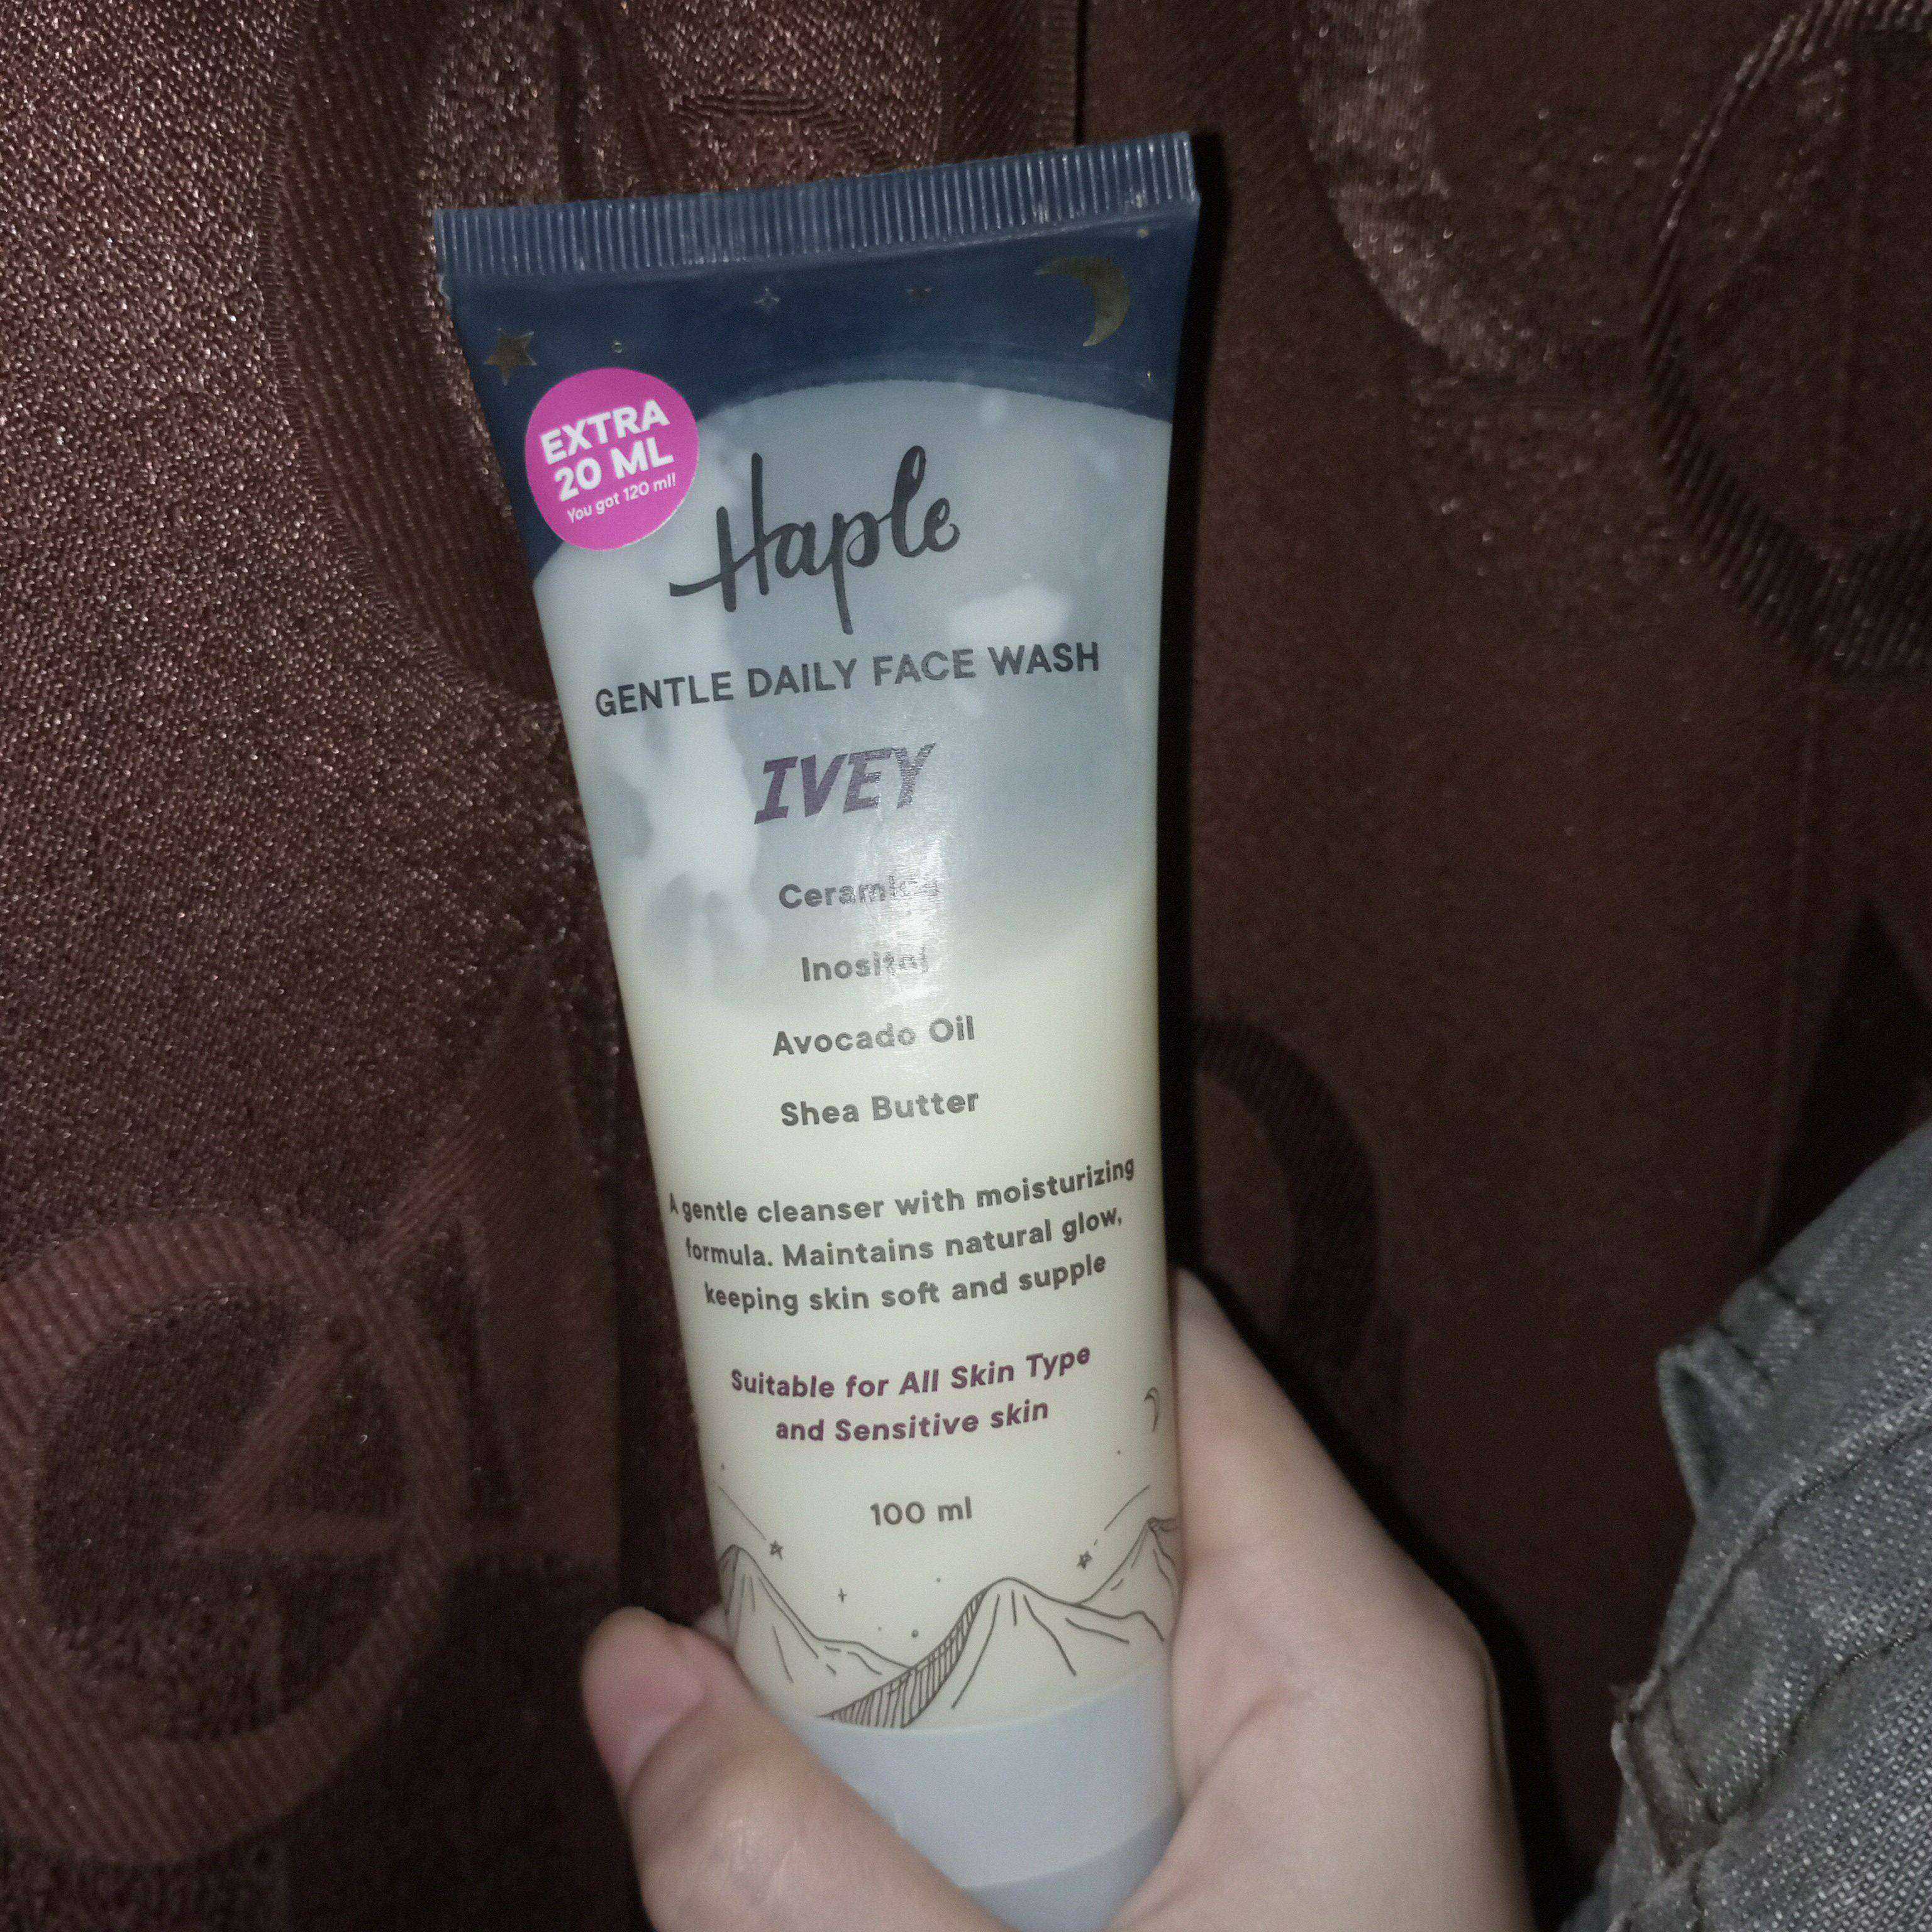 EXTRA
20 ML
You got 120 ml!
Haple
GENTLE DAILY FACE WASH
IVEY
Inositol
Avocado Oil
Shea Butter
A gentle cleanser with moisturizing
formula. Maintains natural glow,
keeping skin soft and supple
Suitable for All Skin Type
and Sensitive skin
100 ml